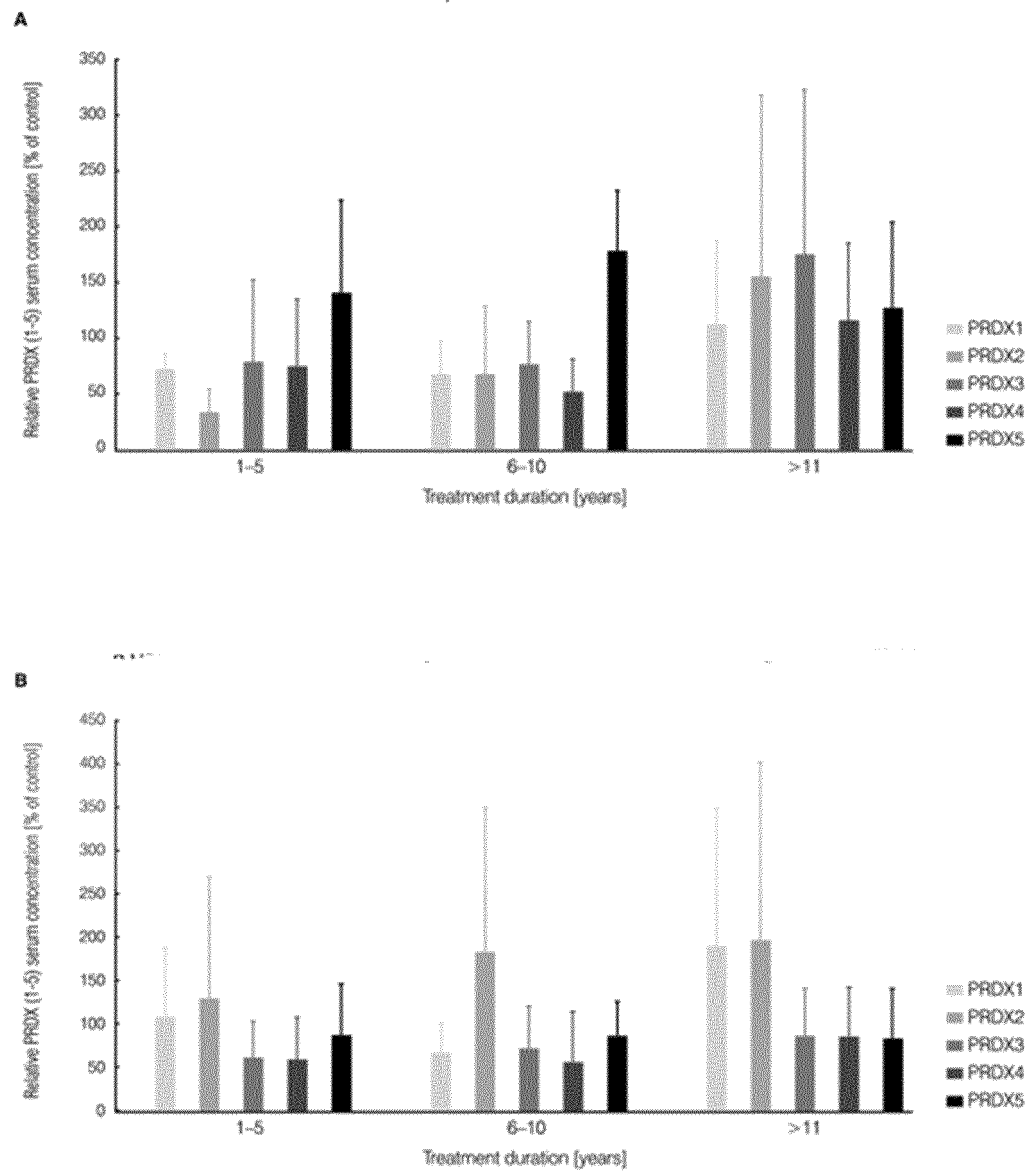 A
Relative PRDX (1–5) serum concentration [% of control]
350
300
250
200
150
100
50
0
1–5
6–10
>11
Treatment duration [years]
PRDX1
PRDX2
PRDX3
PRDX4
PRDX5
B
Relative PRDX (1–5) serum concentration [% of control]
450
400
350
300
250
200
150
100
50
0
1–5
6–10
>11
Treatment duration [years]
PRDX1
PRDX2
PRDX3
PRDX4
PRDX5